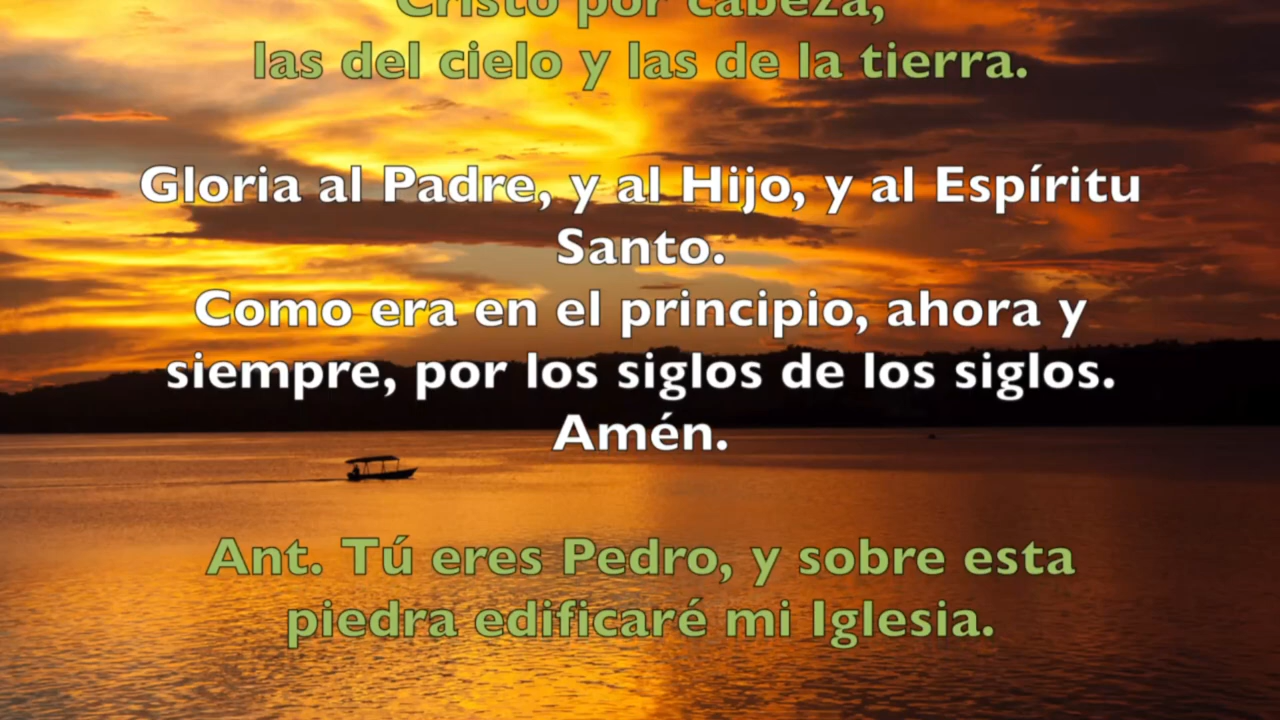 Cristo por cabeza,
las del cielo y las de la tierra.
Gloria al Padre, y al Hijo, y al Espíritu
Santo.
Como era en el principio, ahora y
siempre, por los siglos de los siglos.
Amén.
Ant. Tú eres Pedro, y sobre esta
piedra edificaré mi Iglesia.